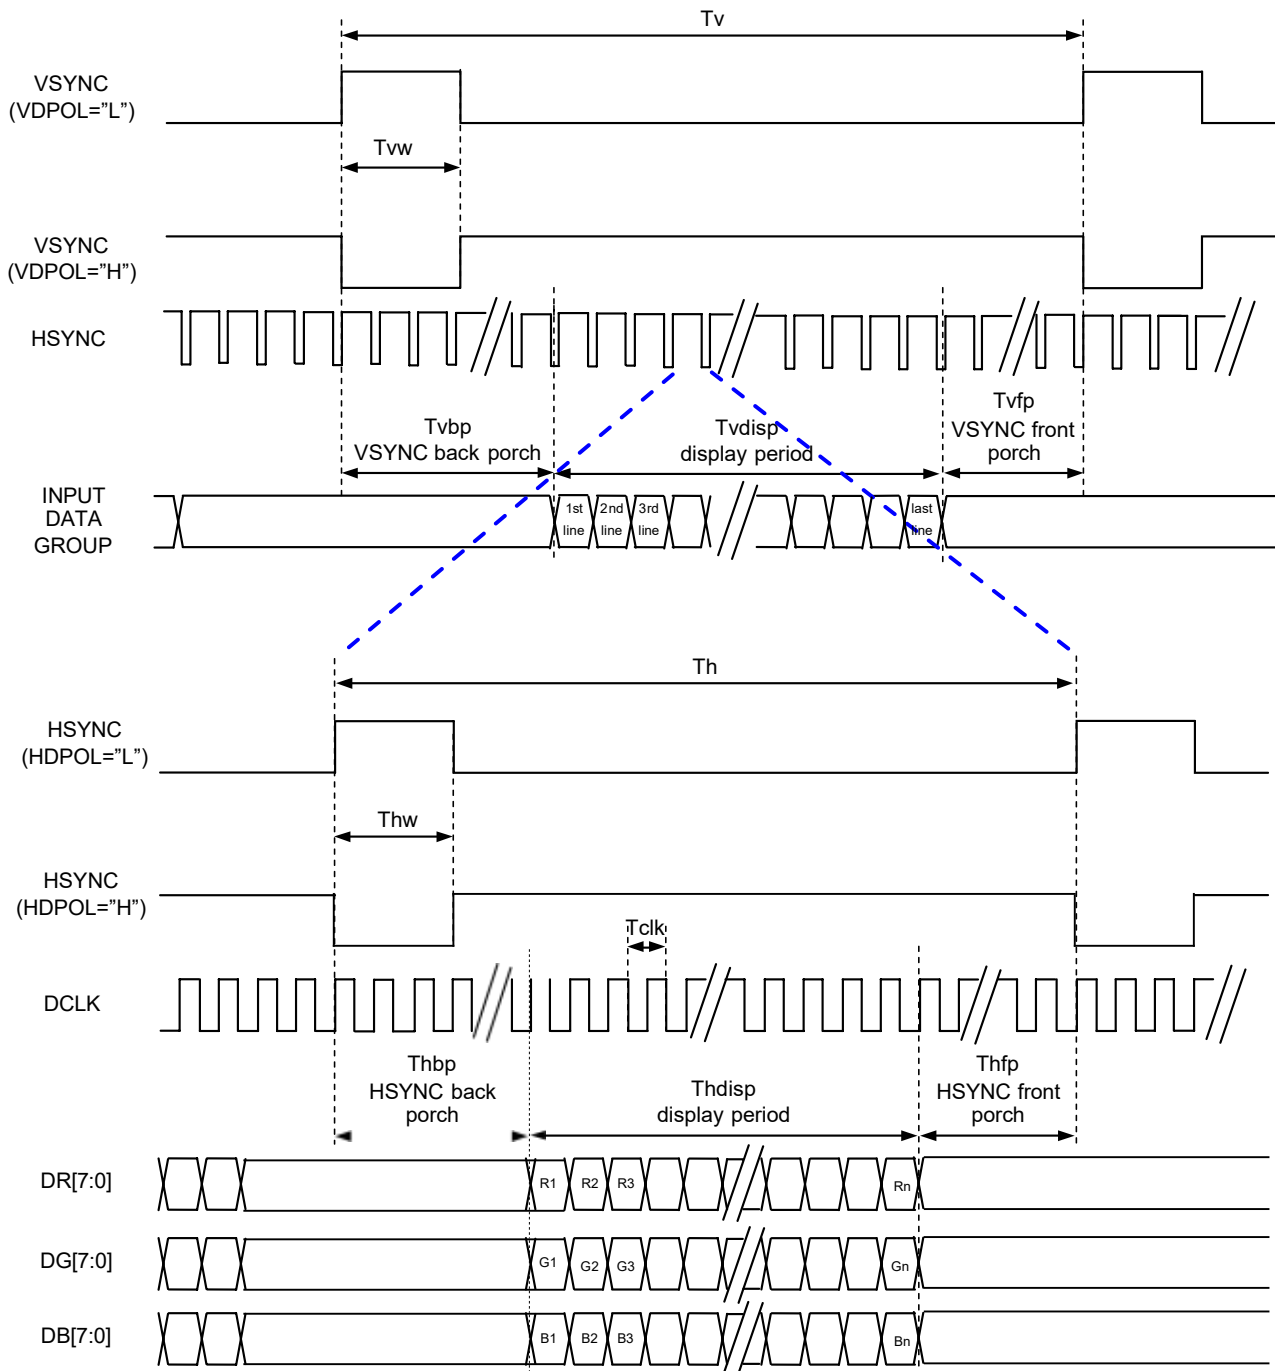 Tv
VSYNC
(VDPOL=”L”)
Tvw
VSYNC
(VDPOL=”H”)
HSYNC
Tvbp
VSYNC back porch
Tvdisp
display period
Tvfp
VSYNC front
porch
INPUT
DATA
GROUP
1st
line
2nd
line
3rd
line
last
line
Th
HSYNC
(HDPOL=”L”)
Thw
HSYNC
(HDPOL=”H”)
Tclk
DCLK
Thbp
HSYNC back
porch
Thdisp
display period
Thfp
HSYNC front
porch
DR[7:0]
R1 R2 R3 Rn
DG[7:0]
G1 G2 G3 Gn
DB[7:0]
B1 B2 B3 Bn